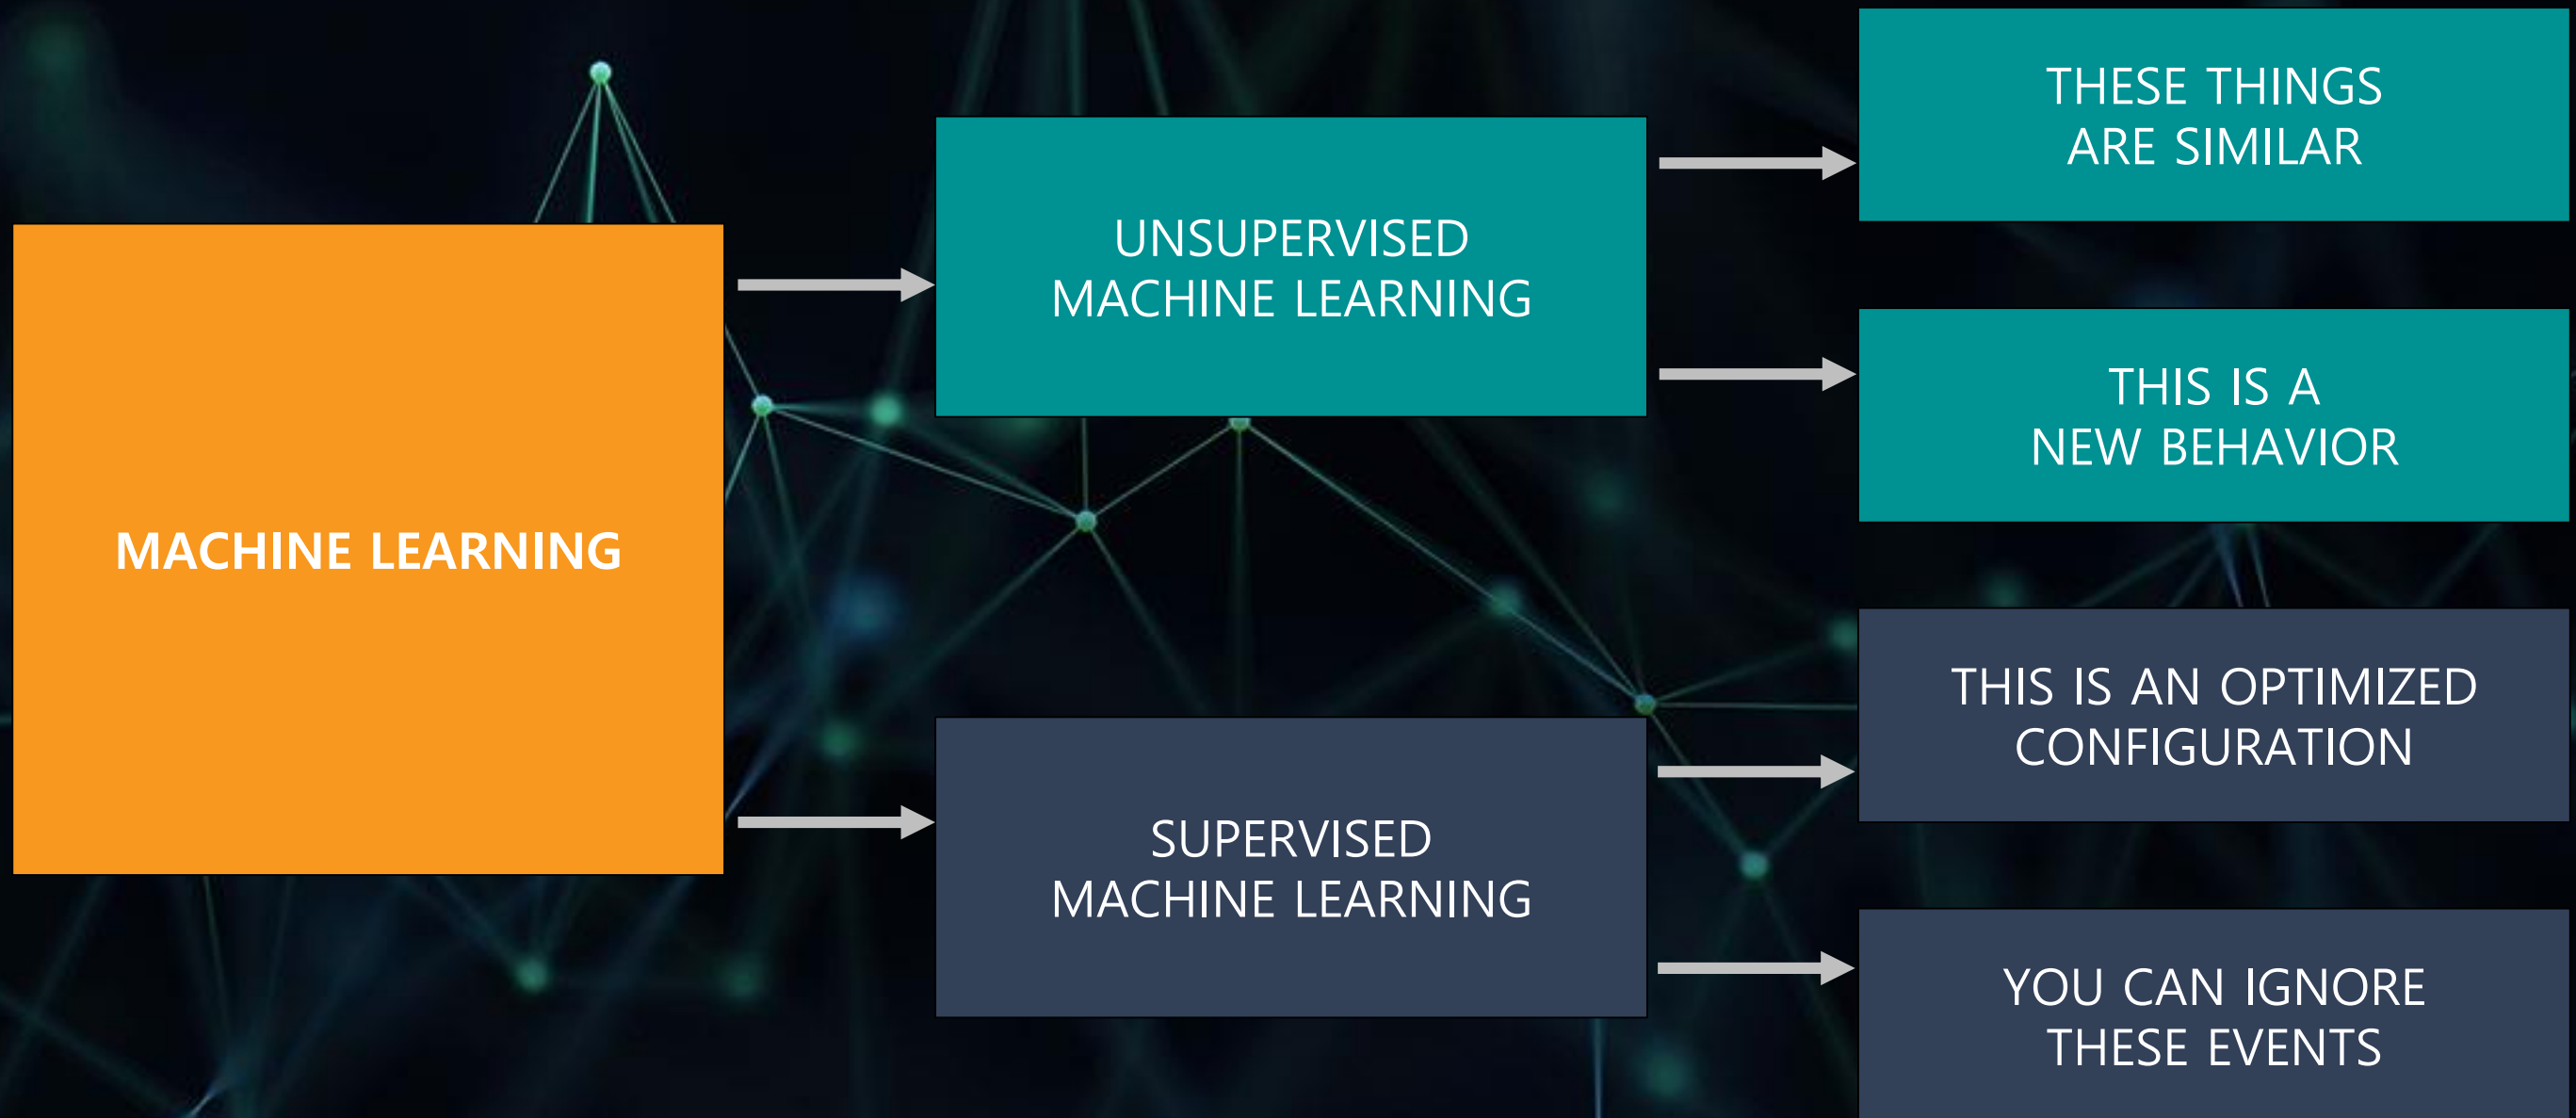 MACHINE LEARNING
UNSUPERVISED
MACHINE LEARNING
THESE THINGS
ARE SIMILAR
THIS IS A
NEW BEHAVIOR
SUPERVISED
MACHINE LEARNING
THIS IS AN OPTIMIZED
CONFIGURATION
YOU CAN IGNORE
THESE EVENTS